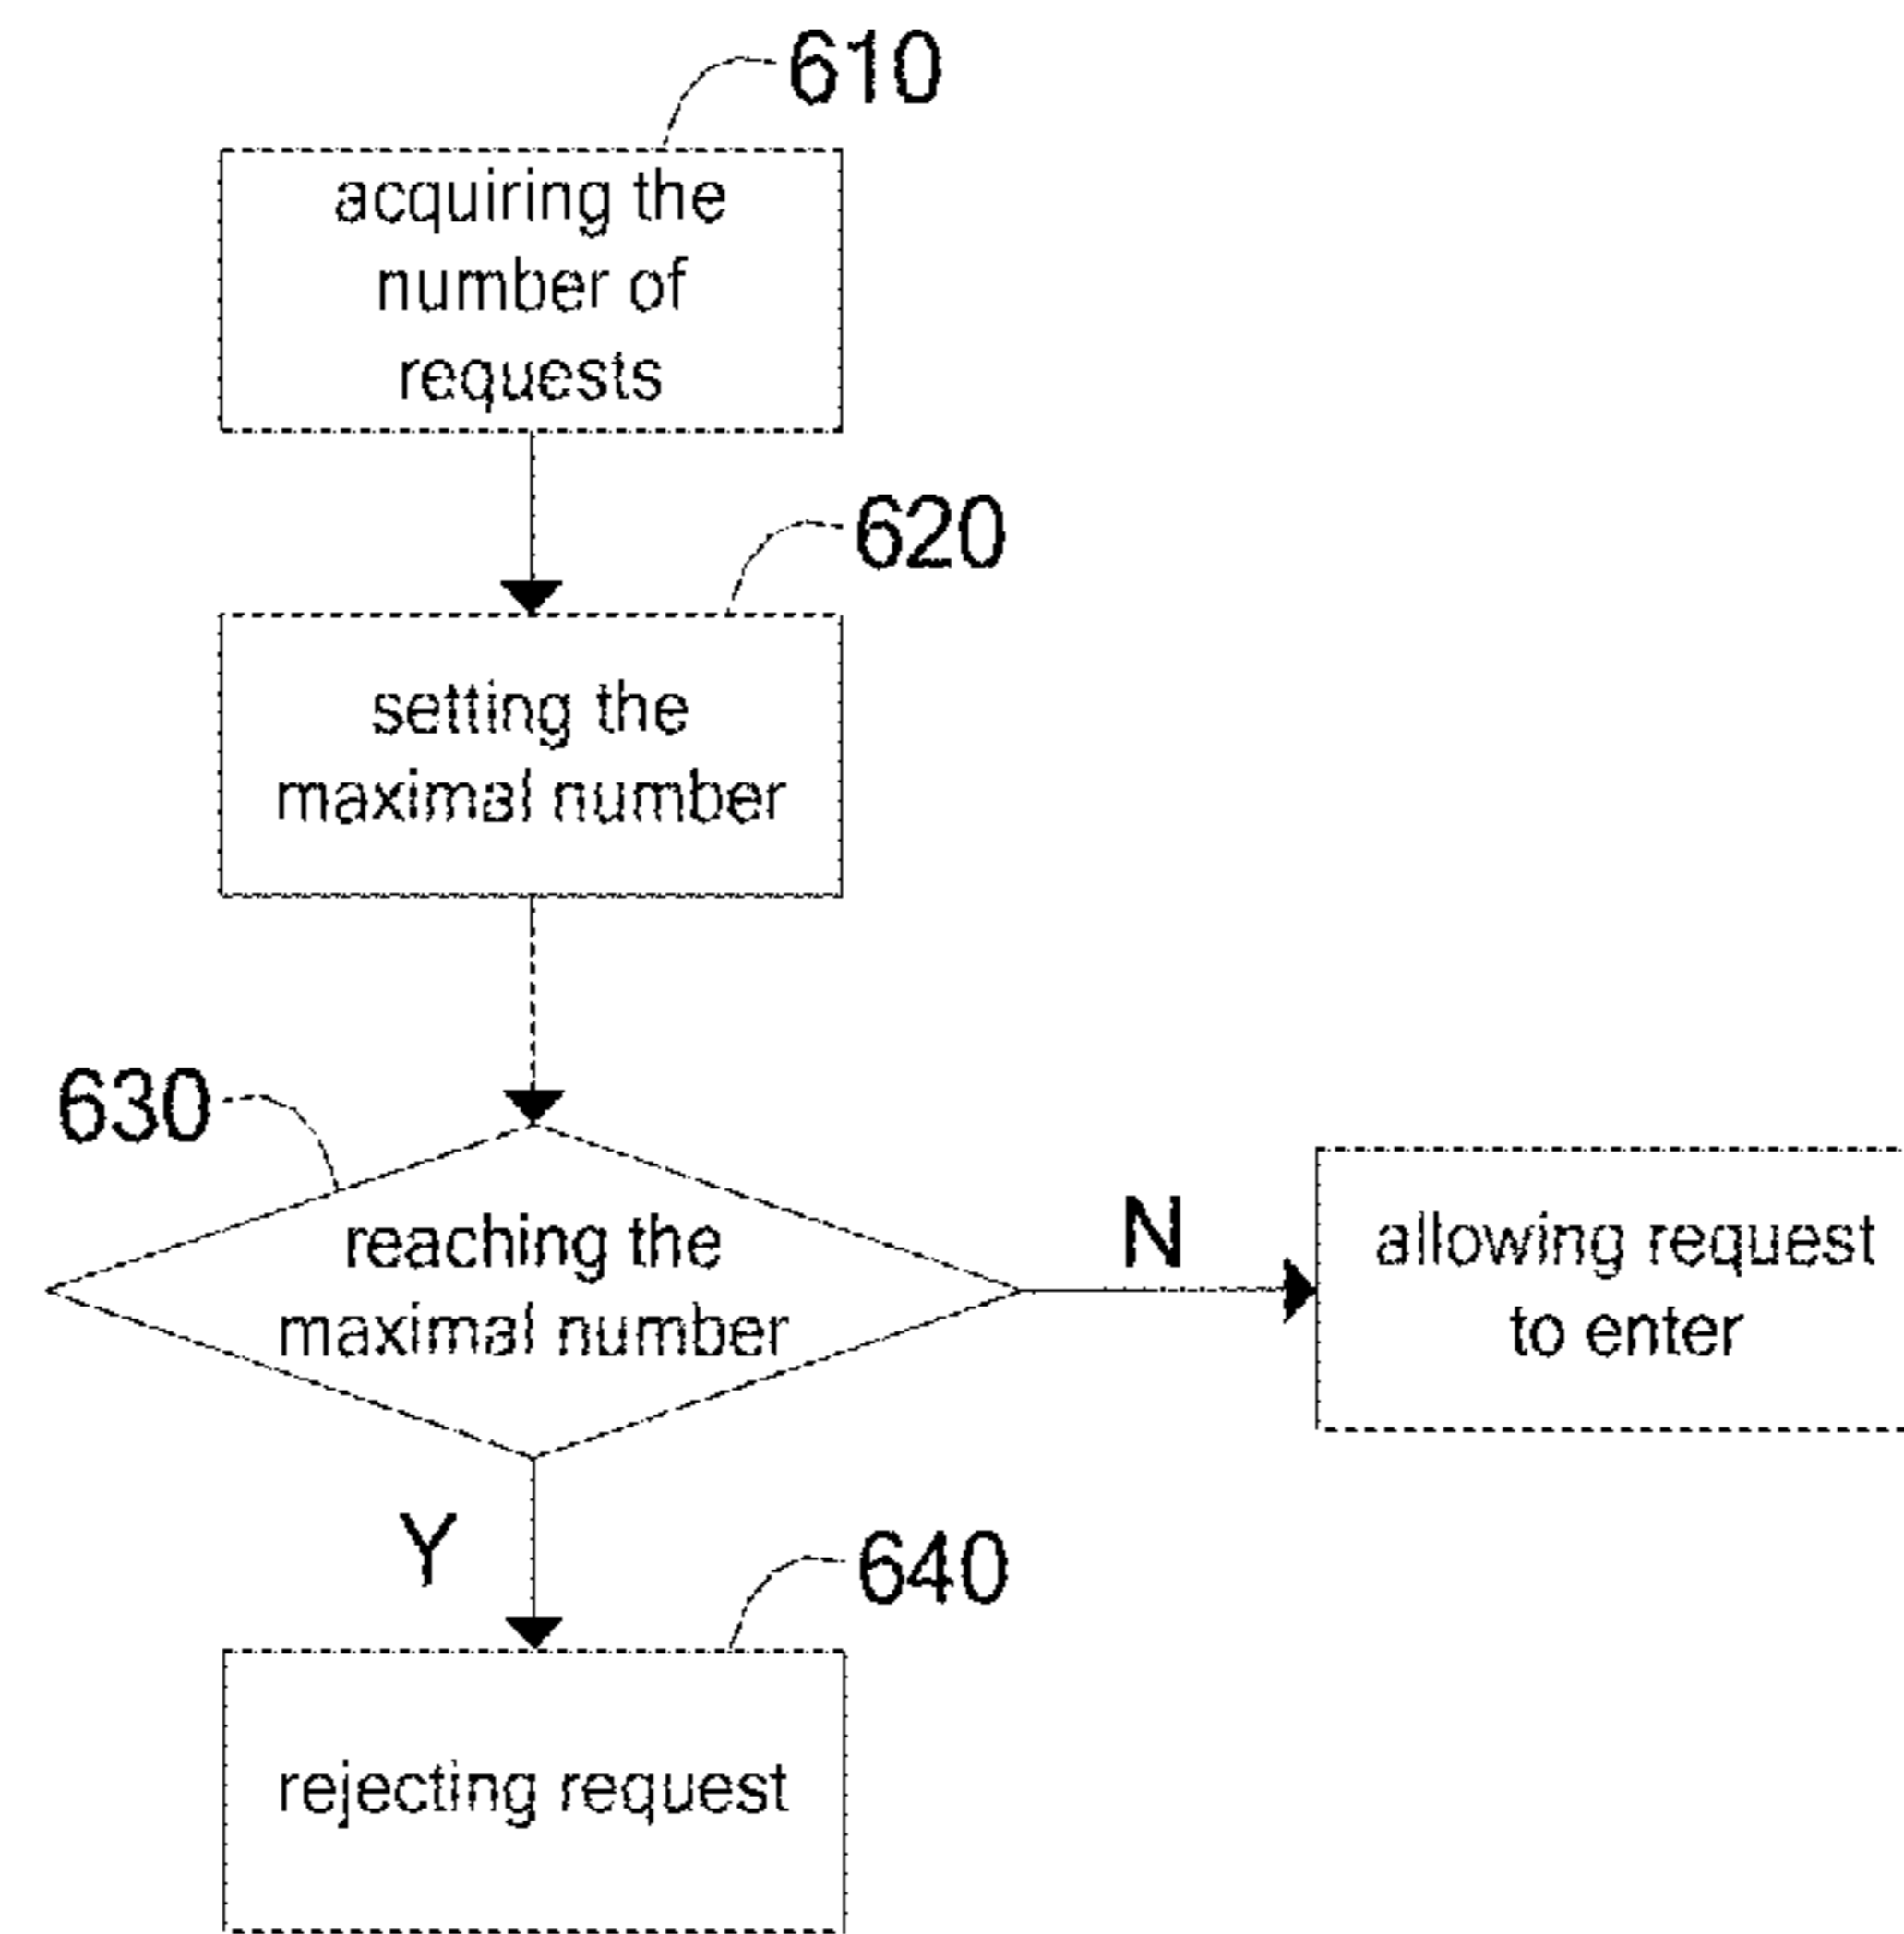 610
acquiring the
number of
requests
620
setting the
maximal number
630
reaching the
maximal number
N
allowing request
to enter
Y
640
rejecting request